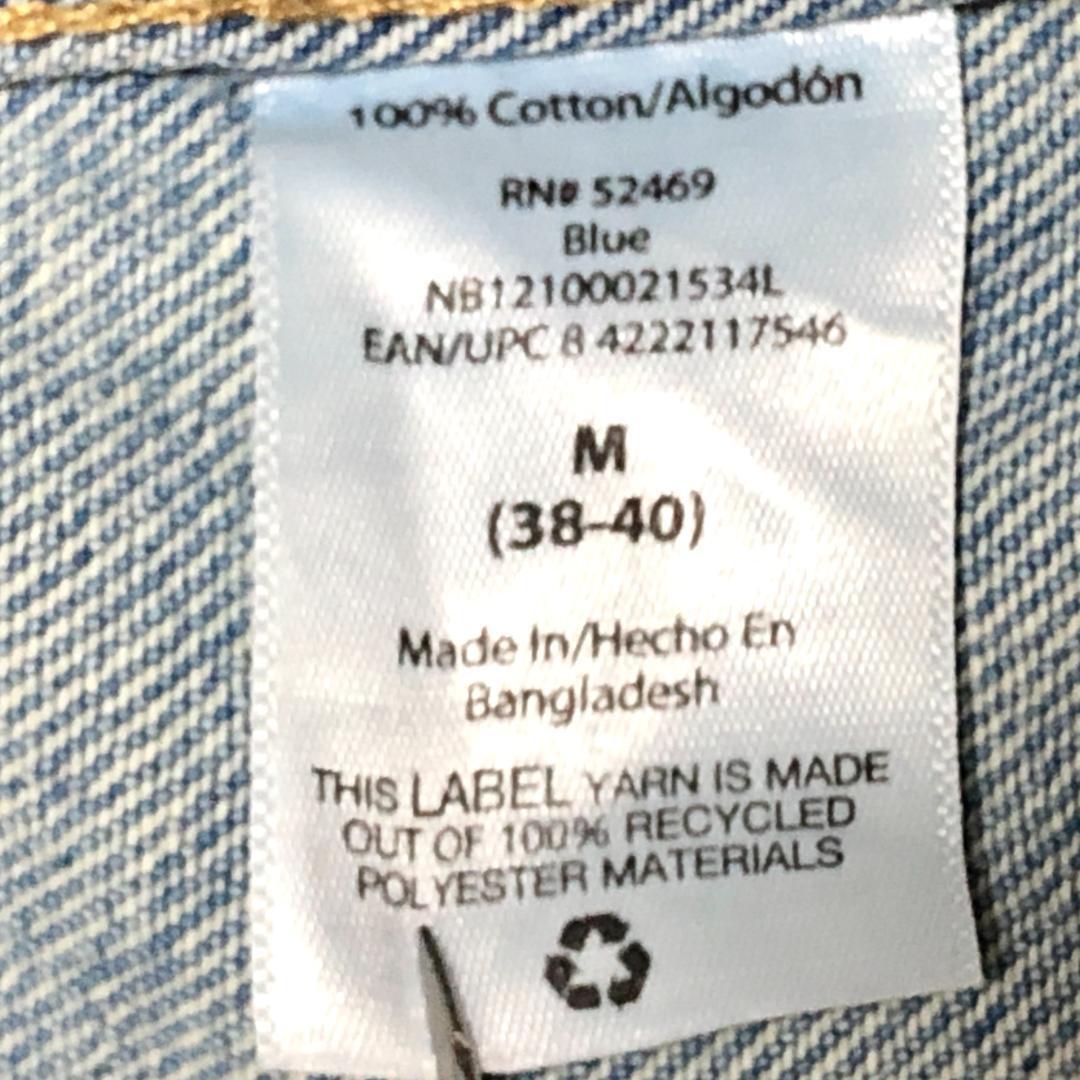 100% Cotton/Algodón
RN# 52469
Blue
NB12100021534L
EAN/UPC 8 4222117546
M
(38-40)
Made In/Hecho En
Bangladesh
THIS LABEL YARN IS MADE
OUT OF 100% RECYCLED
POLYESTER MATERIALS